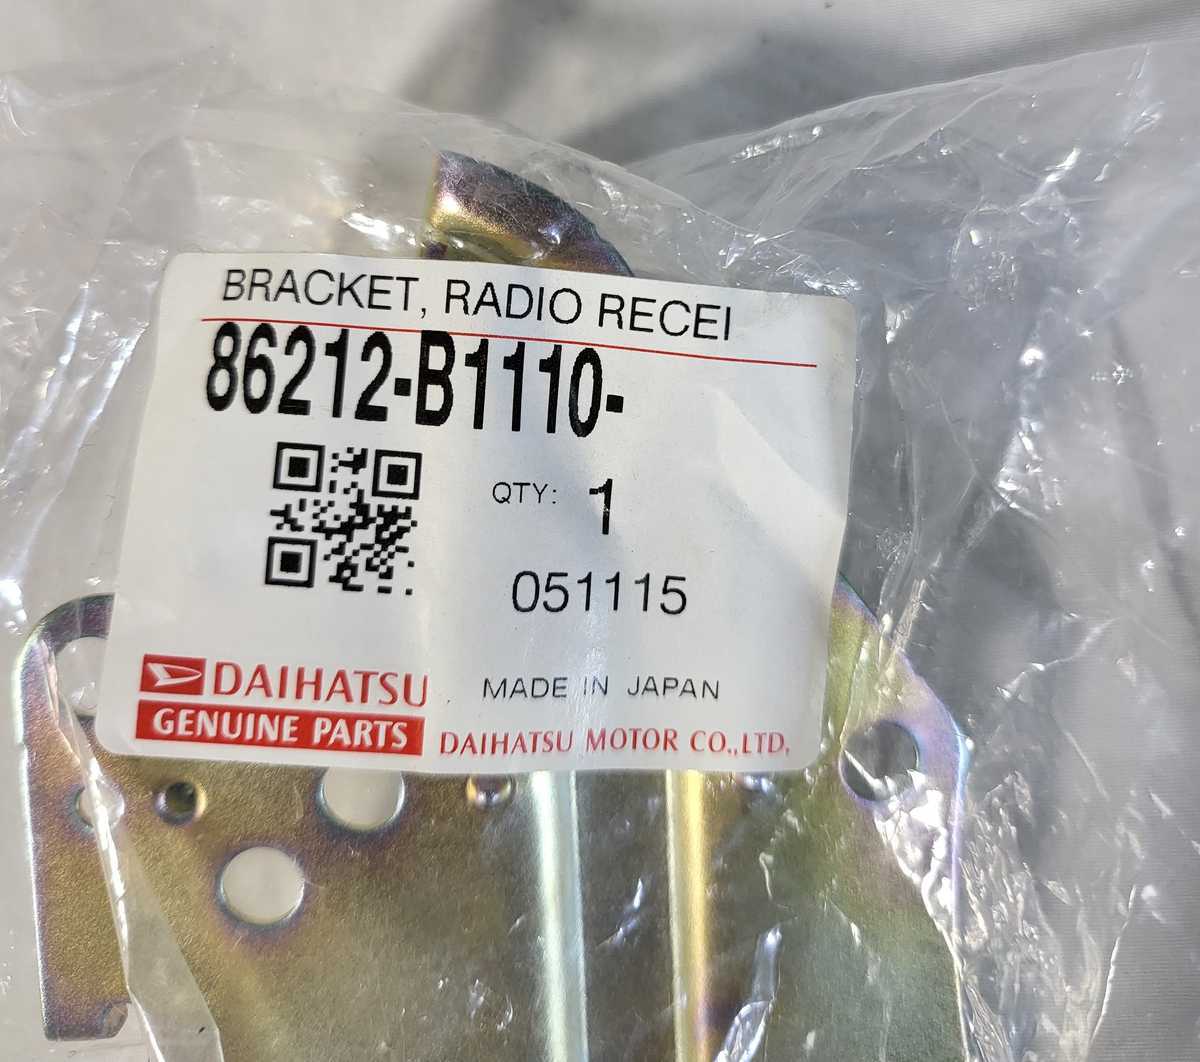 BRACKET, RADIO RECEI
86212-B1110-
QTY: 1
051115
MADE IN JAPAN
DAIHATSU
GENUINE PARTS
DAIHATSU MOTOR CO.,LTD.